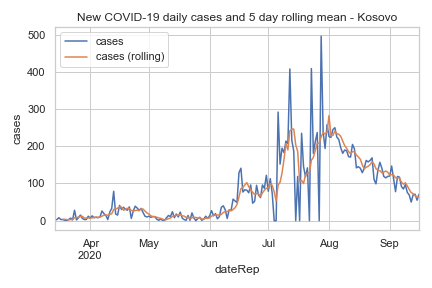 New COVID-19 daily cases and 5 day rolling mean - Kosovo
cases
cases (rolling)
500
400
300
200
100
0
cases
Apr
2020
May
Jun
Jul
Aug
Sep
dateRep